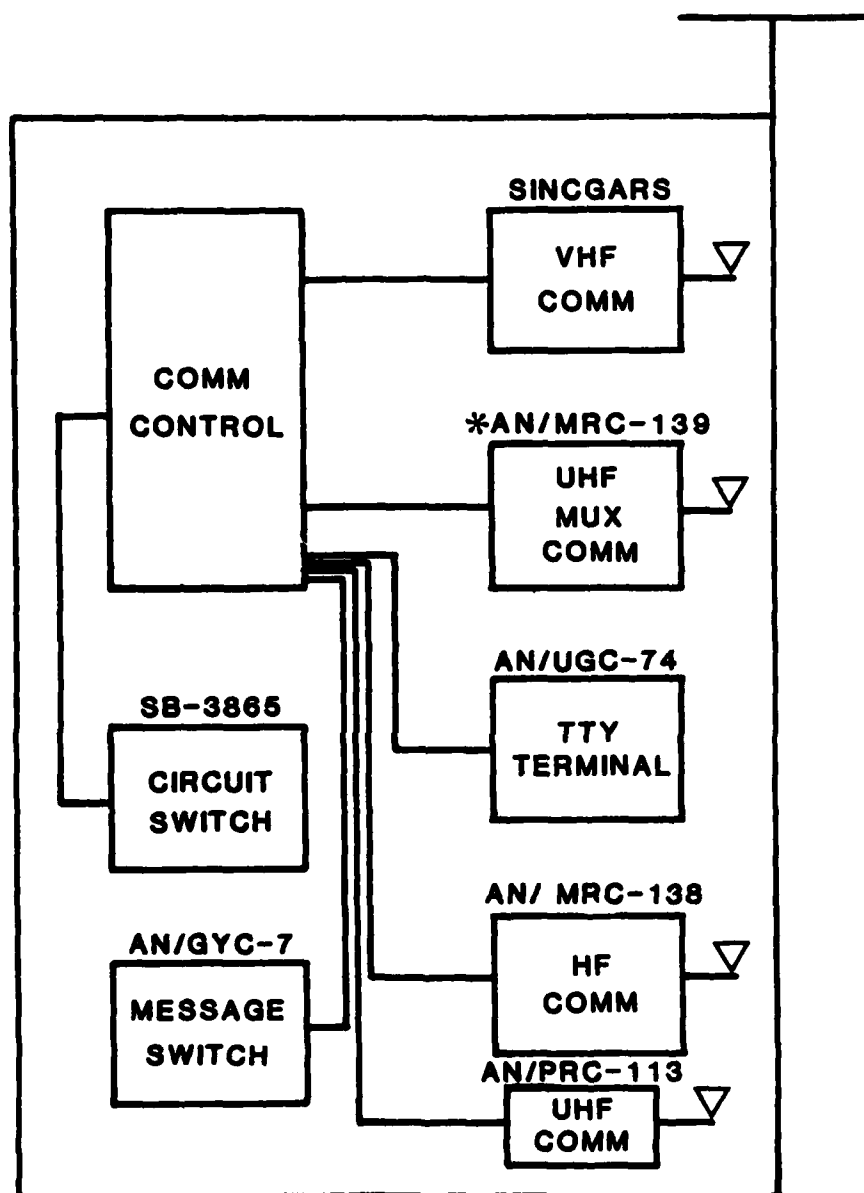 SINCGARS
VHF
COMM
COMM
CONTROL
*AN/MRC-139
UHF
MUX
COMM
AN/UGC-74
TTY
TERMINAL
SB-3865
CIRCUIT
SWITCH
AN/ MRC-138
HF
COMM
AN/GYC-7
MESSAGE
SWITCH
AN/PRC-113
UHF
COMM